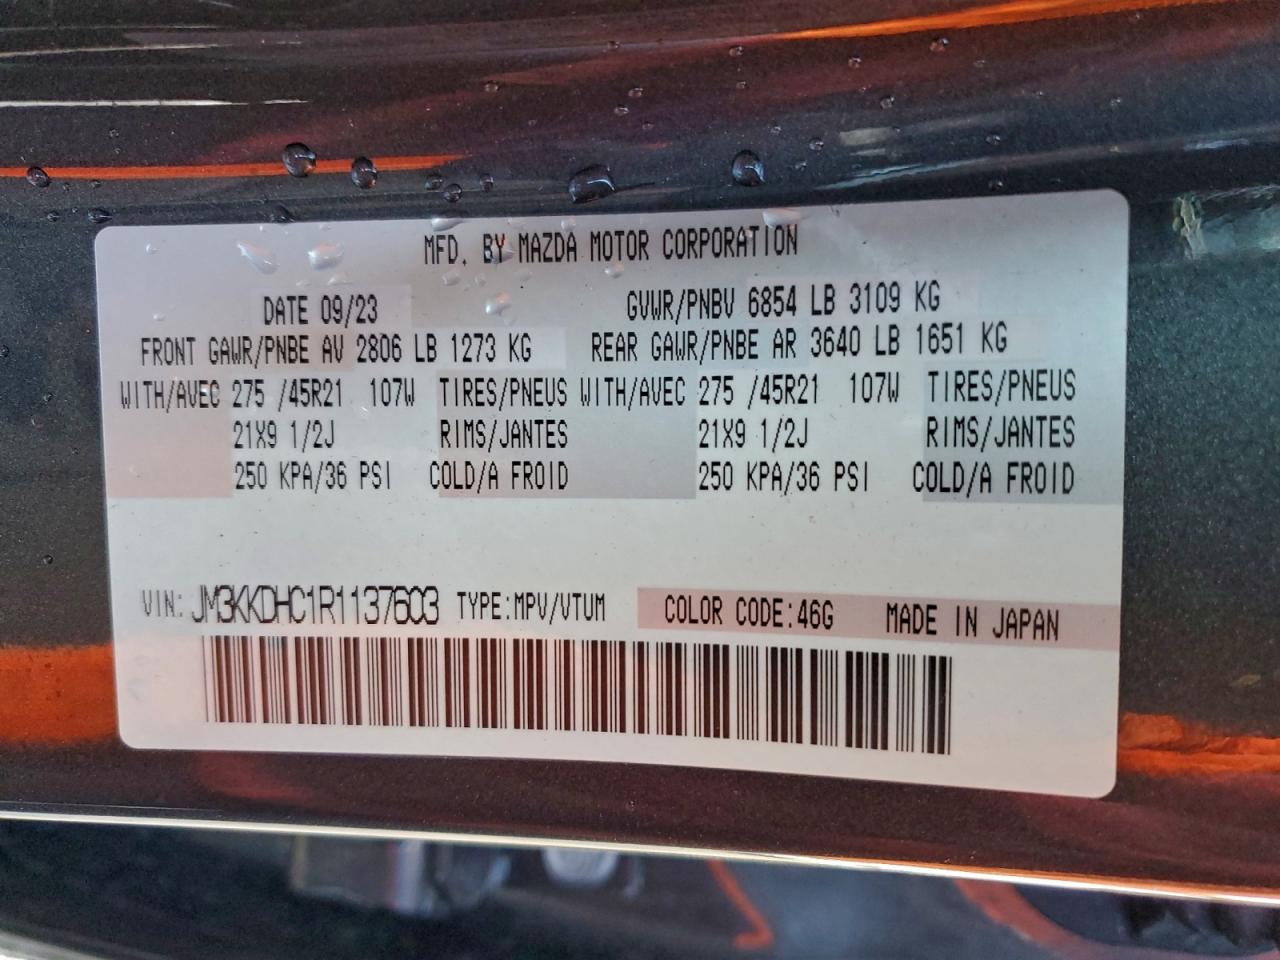 MFD. BY MAZDA MOTOR CORPORATION
DATE 09/23 GVWR/PNBV 6854 LB 3109 KG
FRONT GAWR/PNBE AV 2806 LB 1273 KG REAR GAWR/PNBE AR 3640 LB 1651 KG
WITH/AVEC 275 /45R21 107W TIRES/PNEUS WITH/AVEC 275 /45R21 107W TIRES/PNEUS
21X9 1/2J RIMS/JANTES 21X9 1/2J RIMS/JANTES
250 KPA/36 PSI COLD/A FROID 250 KPA/36 PSI COLD/A FROID
VIN: JM3KKDHC1R1137603 TYPE:MPV/VTUM COLOR CODE:46G MADE IN JAPAN